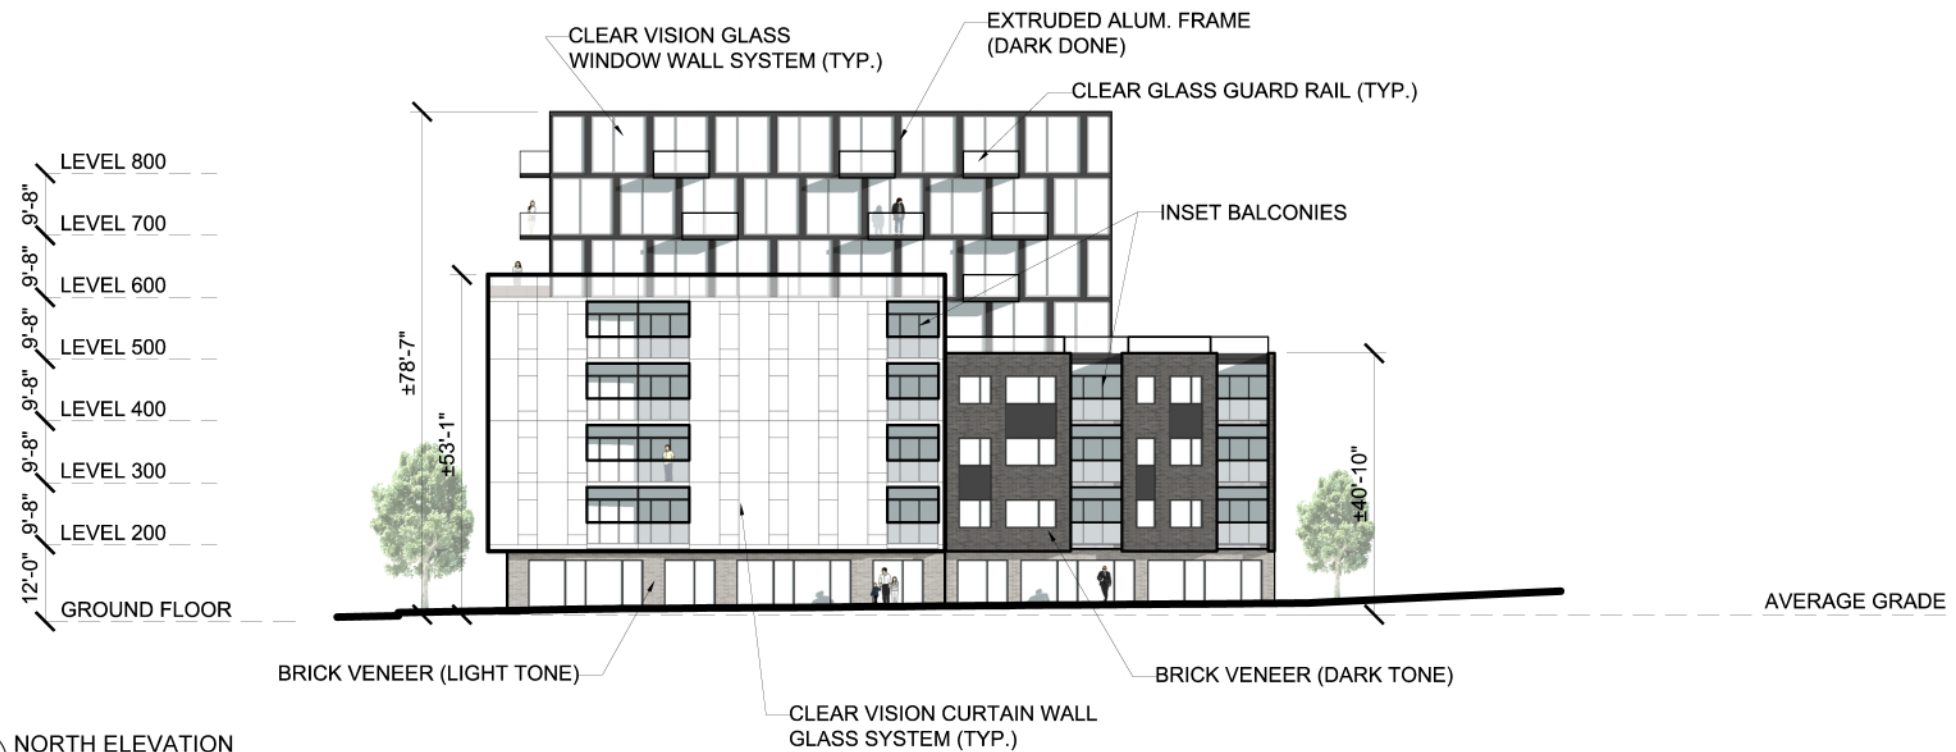 CLEAR VISION GLASS
WINDOW WALL SYSTEM (TYP.)
EXTRUDED ALUM. FRAME
(DARK DONE)
CLEAR GLASS GUARD RAIL (TYP.)
INSET BALCONIES
LEVEL 800
9'-8"
LEVEL 700
9'-8"
LEVEL 600
9'-8"
LEVEL 500
9'-8"
LEVEL 400
9'-8"
LEVEL 300
9'-8"
LEVEL 200
12'-0"
GROUND FLOOR
±78'-7"
±53'-1"
±40'-10"
AVERAGE GRADE
BRICK VENEER (LIGHT TONE)
BRICK VENEER (DARK TONE)
CLEAR VISION CURTAIN WALL
GLASS SYSTEM (TYP.)
NORTH ELEVATION